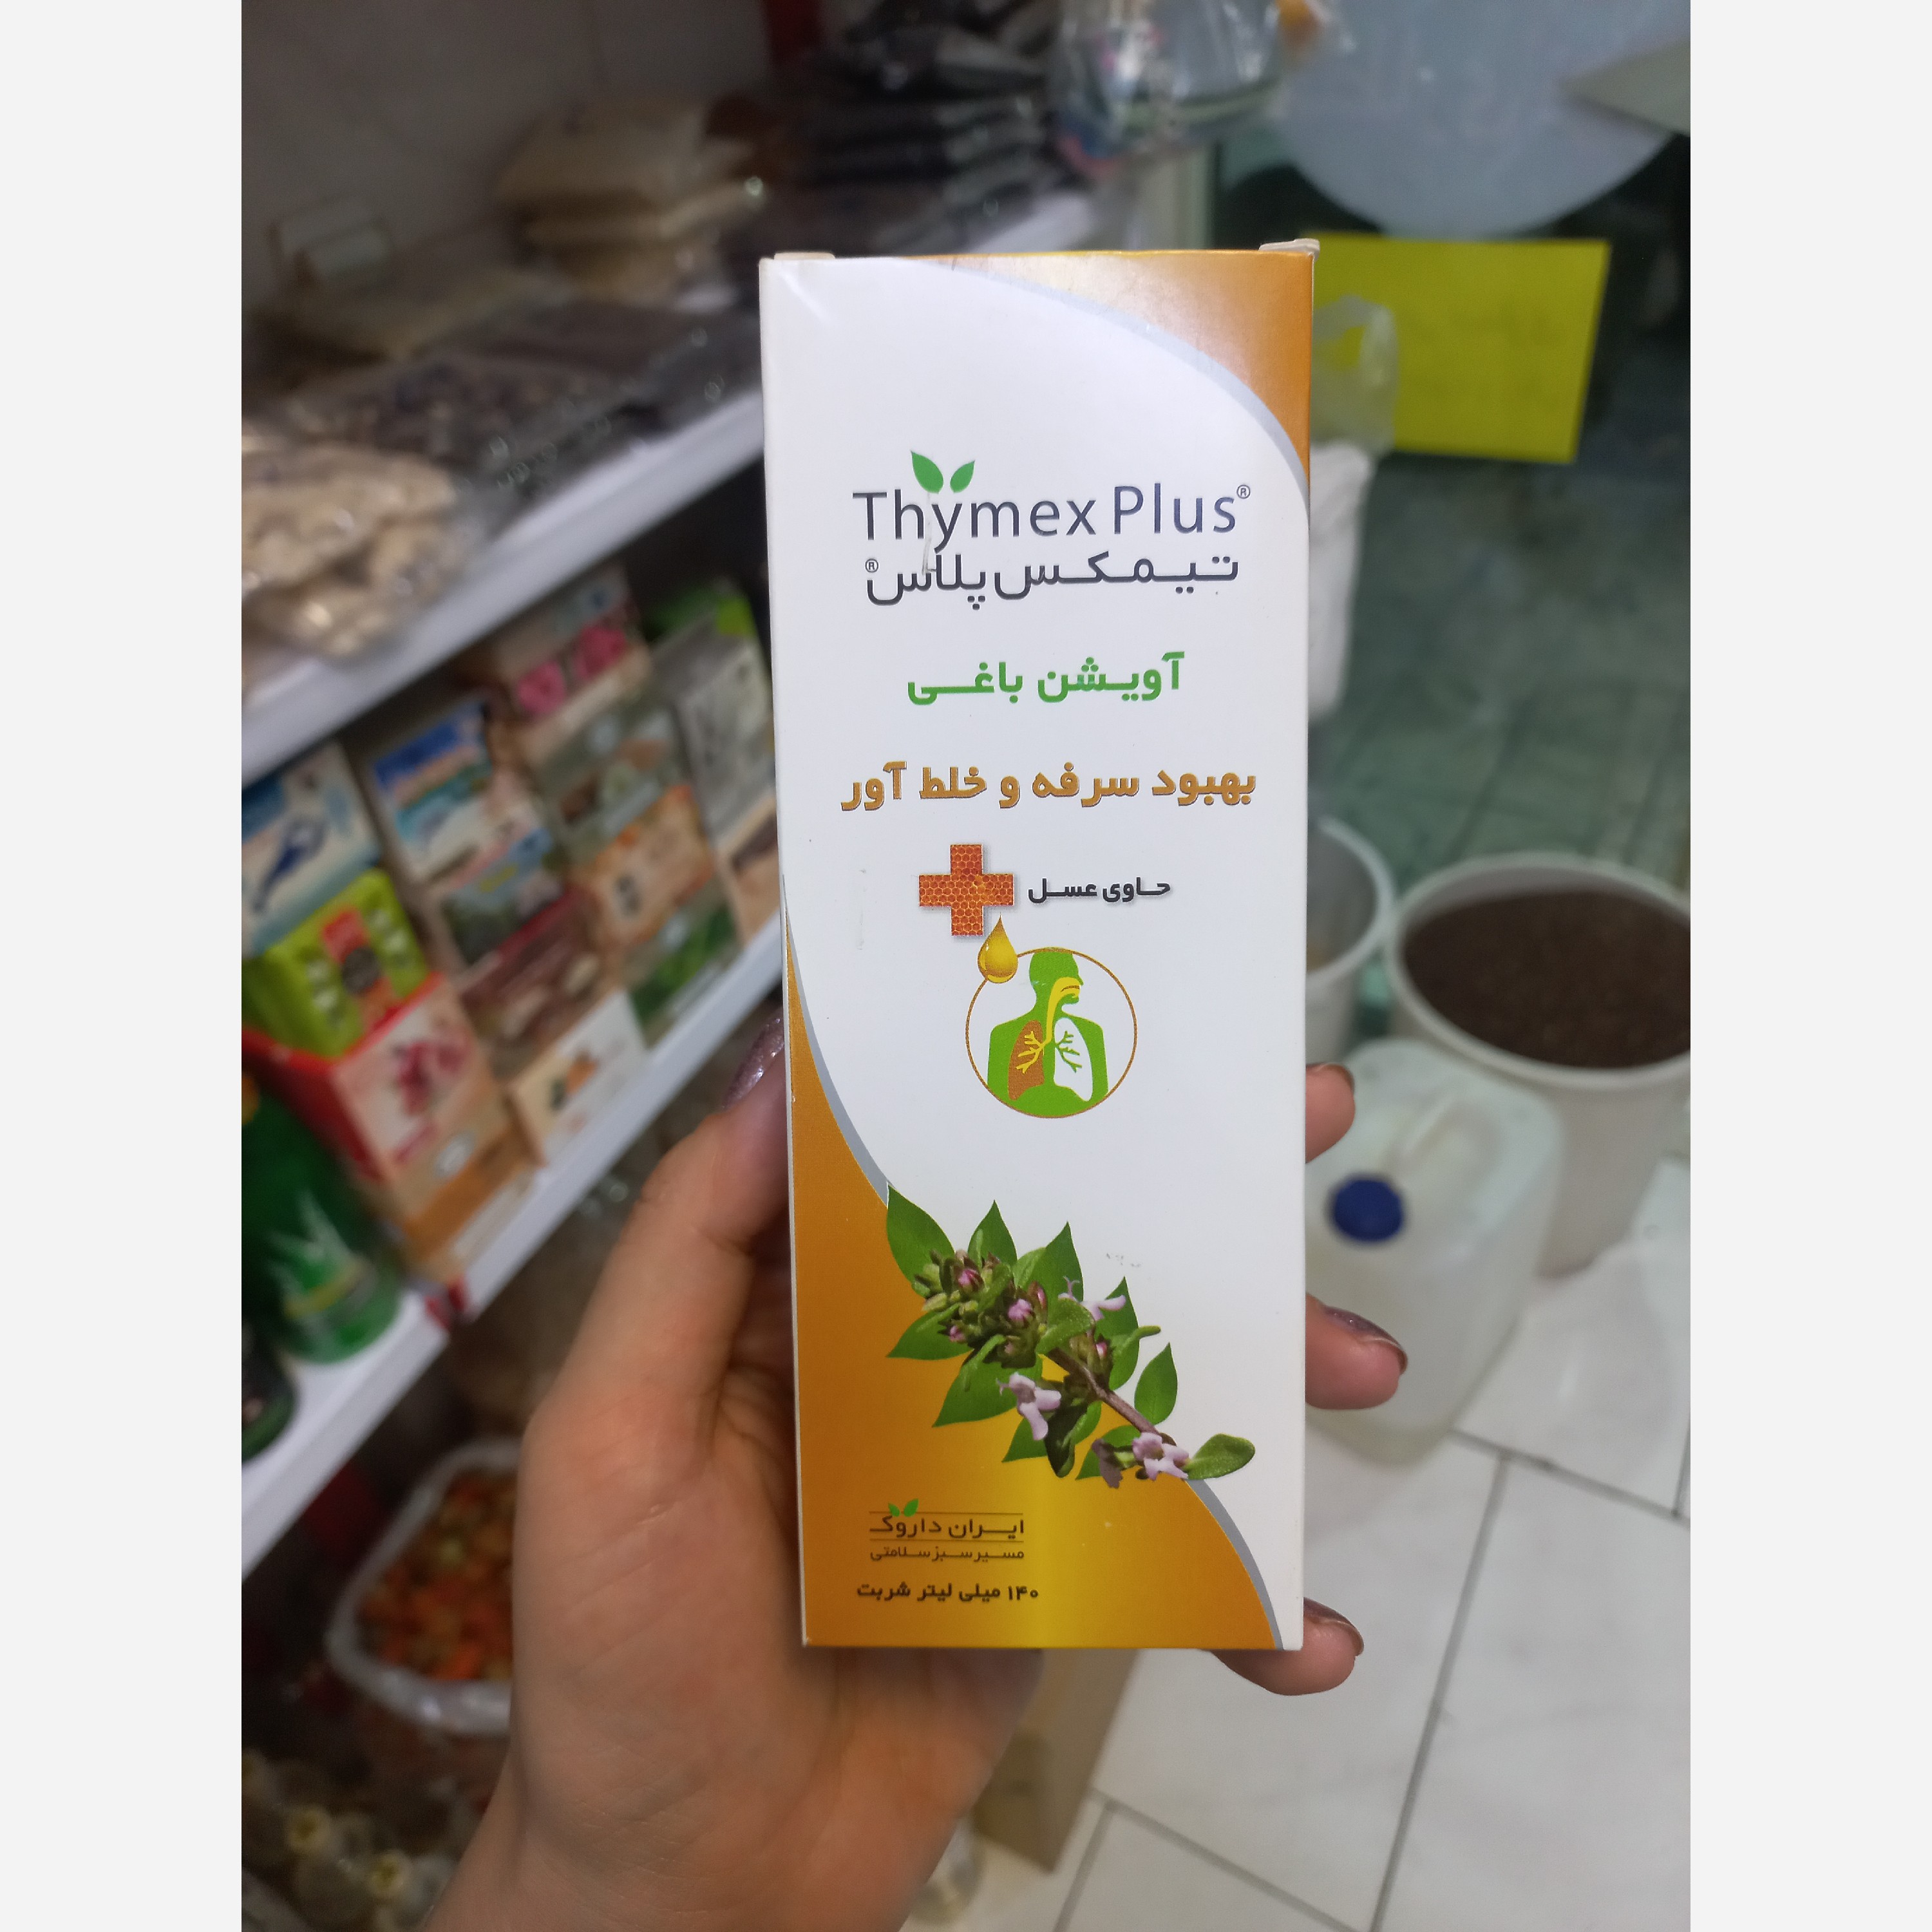 Thymex Plus®
تیمکس پلاس®
آویشن باغی
بهبود سرفه و خلط آور
حاوی عسل
ایران داروک
مسیر سبز سلامتی
۱۴۰ میلی لیتر شربت